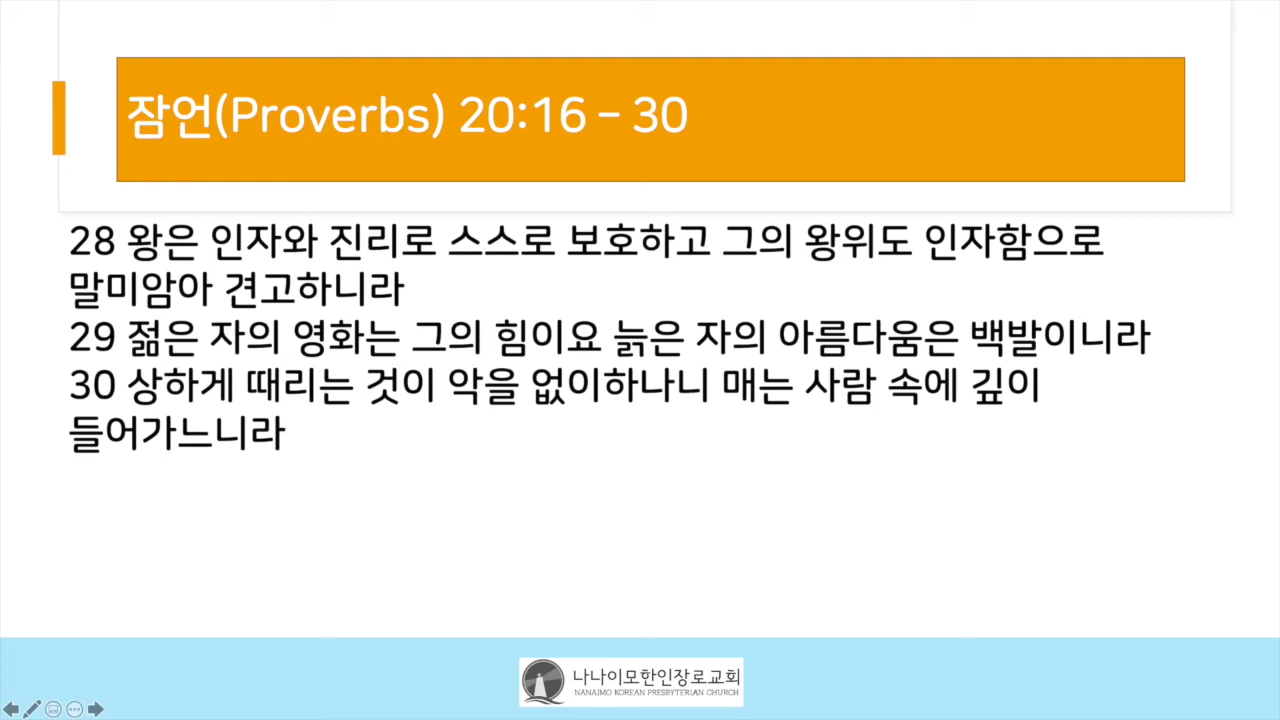 잠언(Proverbs) 20:16 – 30
28 왕은 인자와 진리로 스스로 보호하고 그의 왕위도 인자함으로
말미암아 견고하니라
29 젊은 자의 영화는 그의 힘이요 늙은 자의 아름다움은 백발이니라
30 상하게 때리는 것이 악을 없이하나니 매는 사람 속에 깊이
들어가느니라
나나이모한인장로교회
NANAIMO KOREAN PRESBYTERIAN CHURCH